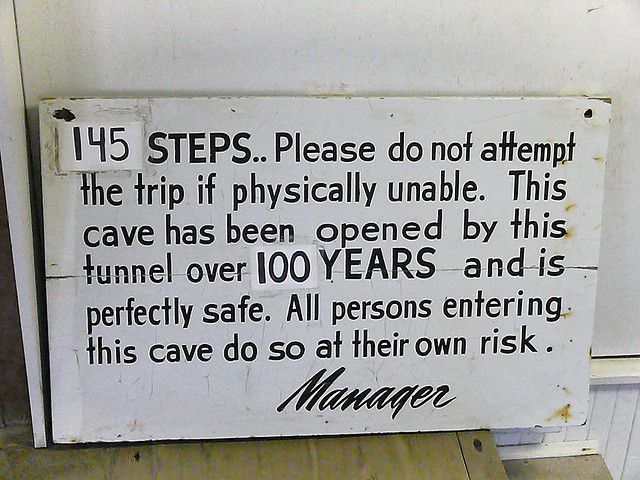 145 STEPS.. Please do not attempt
the trip if physically unable. This
cave has been opened by this
tunnel over 100 YEARS and is
perfectly safe. All persons entering
this cave do so at their own risk.
Manager